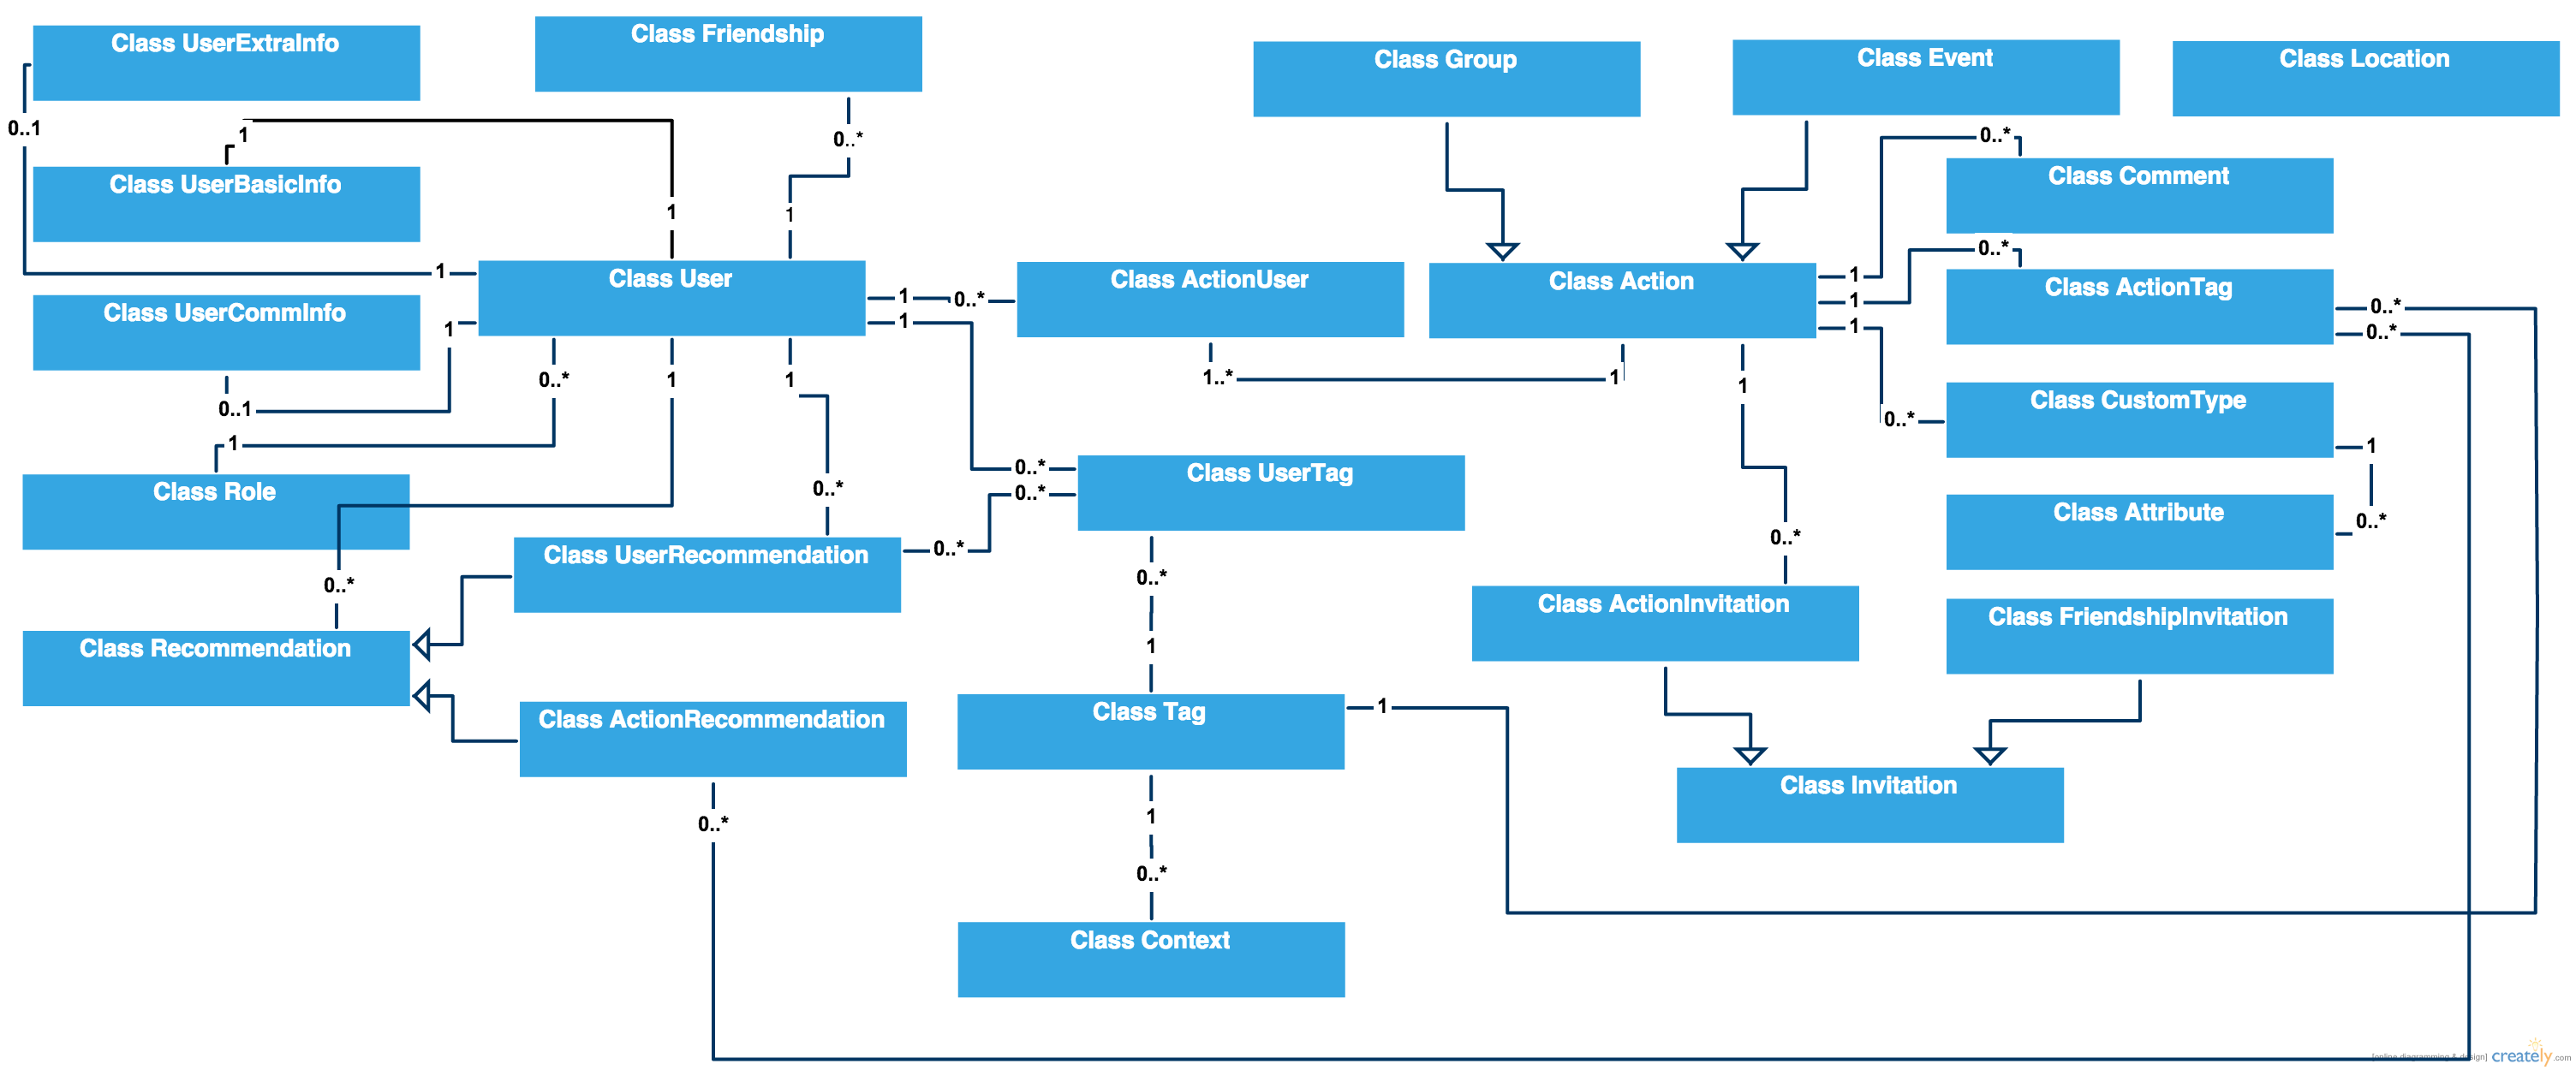 Class UserExtraInfo
Class Friendship
Class Group
Class Event
Class Location
0..1
1
0..*
0..*
Class UserBasicInfo
Class Comment
1
1
0..*
Class User
Class ActionUser
Class Action
Class ActionTag
1
1
0..*
1
0..*
Class UserCommInfo
1
1
1
1
0..*
0..1
0..*
1
1
1..*
1
1
Class CustomType
0..*
1
1
Class Role
0..*
0..*
0..*
Class UserTag
Class Attribute
0..*
Class UserRecommendation
0..*
0..*
0..*
0..*
Class ActionInvitation
Class FriendshipInvitation
Class Recommendation
1
Class ActionRecommendation
Class Tag
1
Class Invitation
0..*
1
0..*
Class Context
[online diagramming & design] creately.com